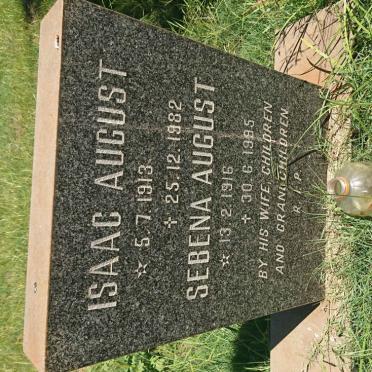 ISAAC AUGUST
☆ 5.7.1913
✝ 25.12.1982
SEBENA AUGUST
☆ 13.2.1916
✝ 30.6.1985
BY HIS WIFE, CHILDREN
AND GRANDCHILDREN
R.I.P.